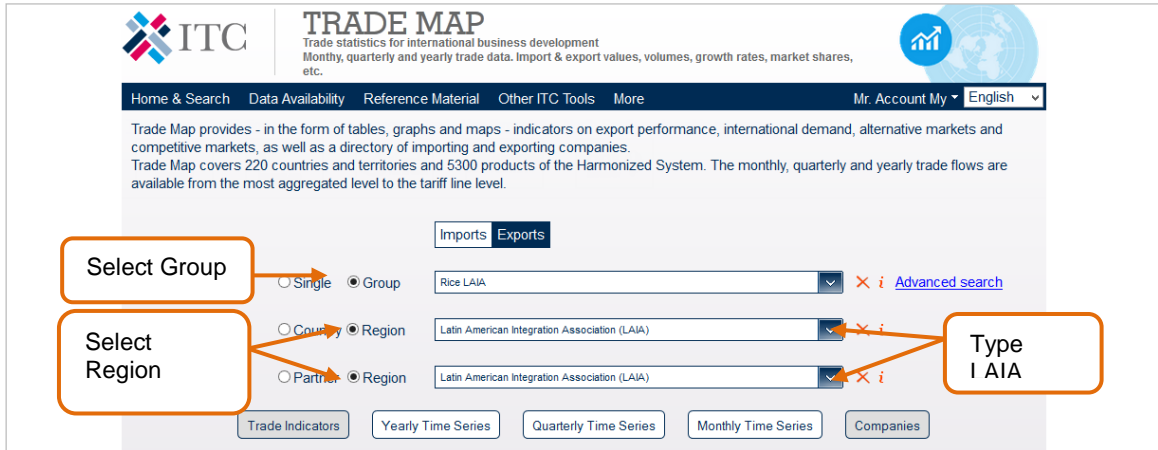 ITC
TRADE MAP
Trade statistics for international business development
Monthy, quarterly and yearly trade data. Import & export values, volumes, growth rates, market shares,
etc.
Home & Search Data Availability Reference Material Other ITC Tools More Mr. Account My English
Trade Map provides - in the form of tables, graphs and maps - indicators on export performance, international demand, alternative markets and
competitive markets, as well as a directory of importing and exporting companies.
Trade Map covers 220 countries and territories and 5300 products of the Harmonized System. The monthly, quarterly and yearly trade flows are
available from the most aggregated level to the tariff line level.
Imports Exports
Select Group
Single Group Rice LAIA i Advanced search
Select
Region
Country Region Latin American Integration Association (LAIA) i
Type
LAIA
Partner Region Latin American Integration Association (LAIA) i
Trade Indicators Yearly Time Series Quarterly Time Series Monthly Time Series Companies